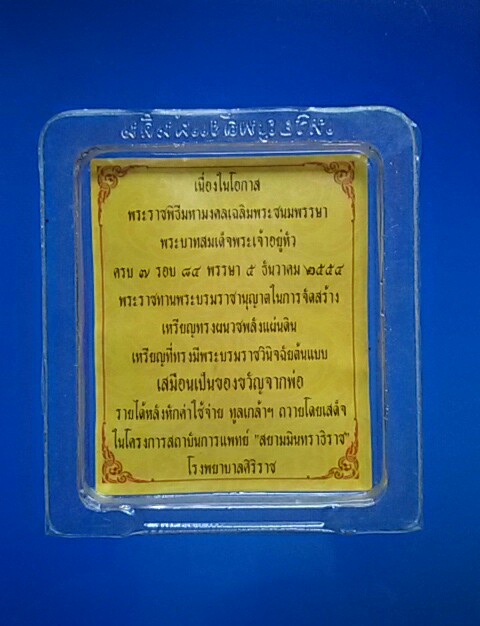 เนื่องในโอกาส
พระราชพิธีมหามงคลเฉลิมพระชนมพรรษา
พระบาทสมเด็จพระเจ้าอยู่หัว
ครบ ๗ รอบ ๘๔ พรรษา ๕ ธันวาคม ๒๕๕๔
พระราชทานพระบรมราชานุญาตในการจัดสร้าง
เหรียญทรงผนวชพลังแผ่นดิน
เหรียญที่ทรงมีพระบรมราชวินิจฉัยต้นแบบ
เสมือนเป็นของขวัญจากพ่อ
รายได้หลังหักค่าใช้จ่าย ทูลเกล้าฯ ถวายโดยเสด็จ
ในโครงการสถาบันการแพทย์ "สยามมินทราธิราช"
โรงพยาบาลศิริราช